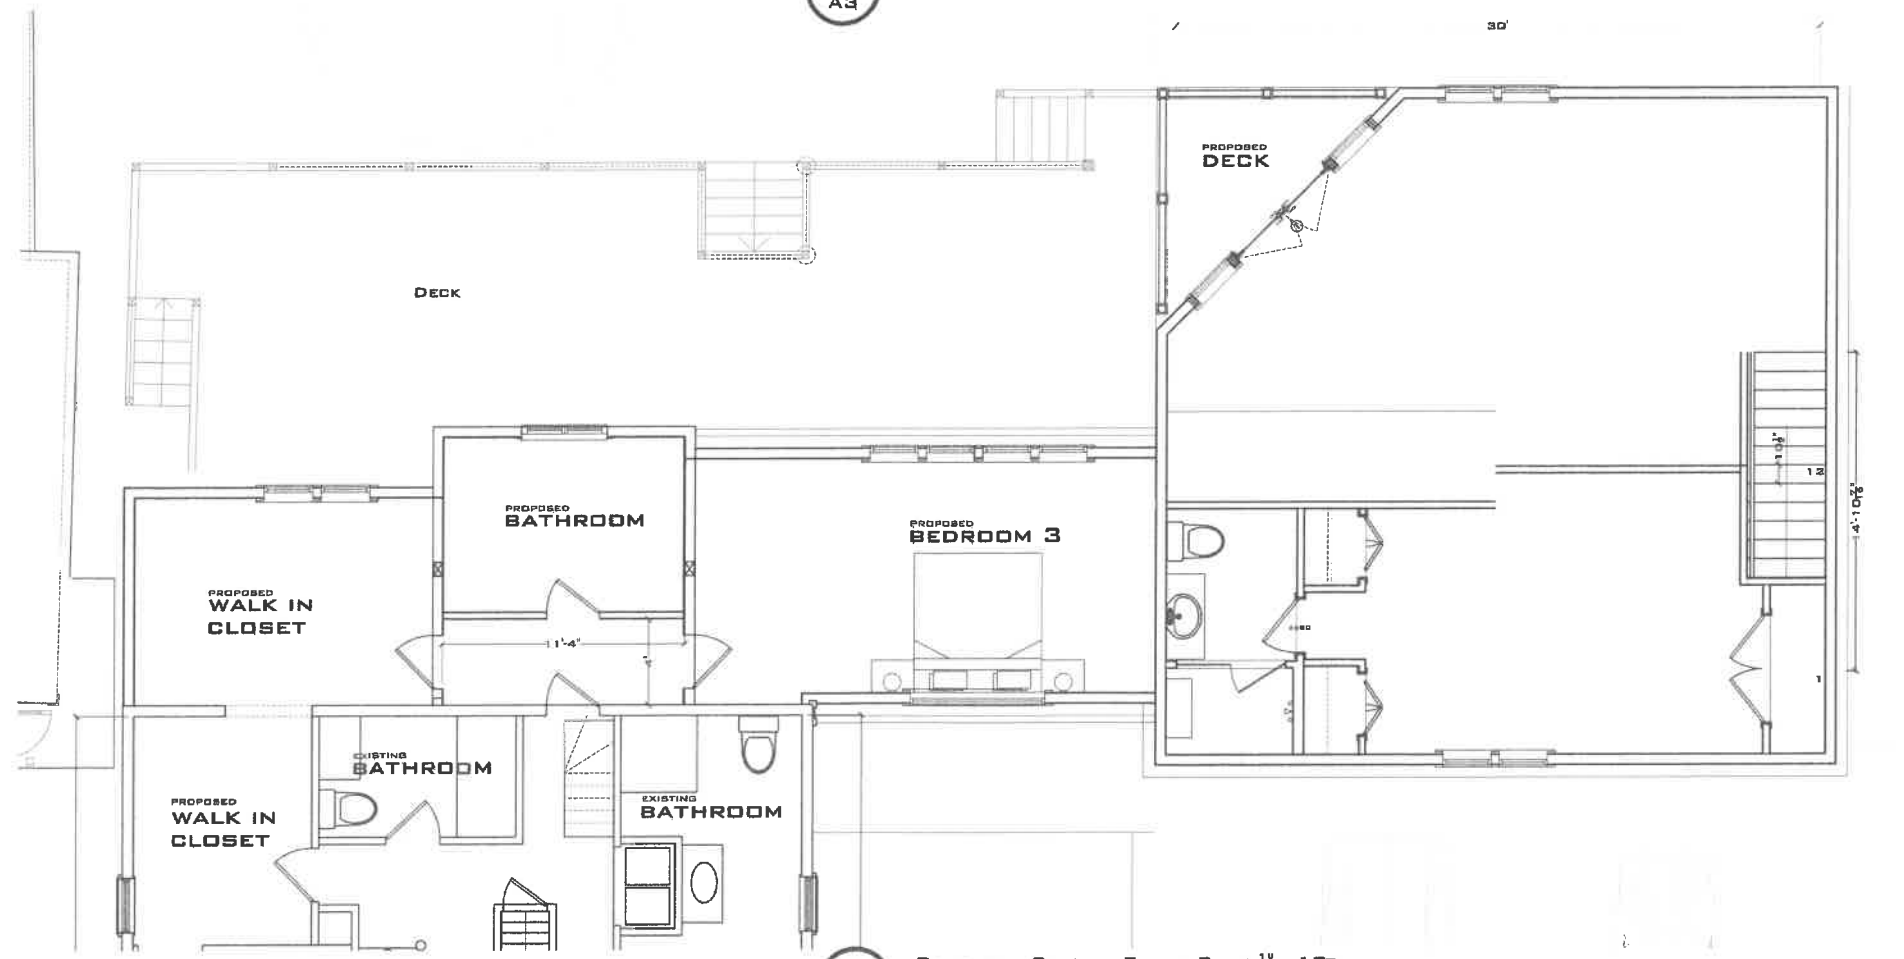 A3
30'
PROPOSED
DECK
DECK
PROPOSED
BATHROOM
PROPOSED
BEDROOM 3
PROPOSED
WALK IN
CLOSET
11'-4"
4'
12
1
EXISTING
BATHROOM
PROPOSED
WALK IN
CLOSET
EXISTING
BATHROOM